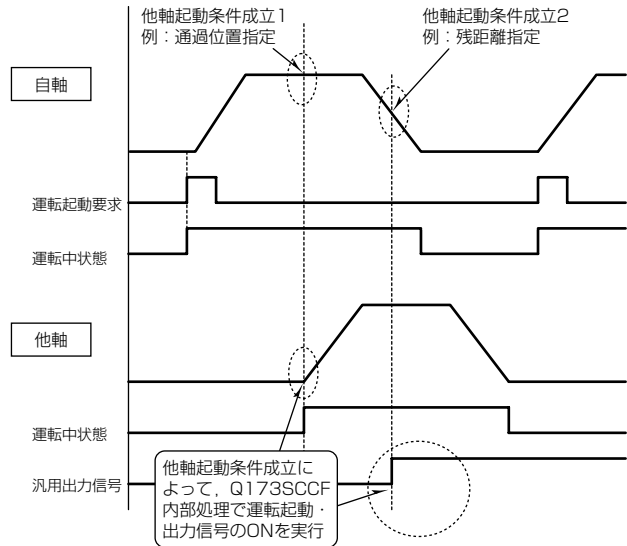 他軸起動条件成立1
例：通過位置指定
他軸起動条件成立2
例：残距離指定
自軸
運転起動要求
運転中状態
他軸
運転中状態
汎用出力信号
他軸起動条件成立に
よって，Q173SCCF
内部処理で運転起動・
出力信号のONを実行